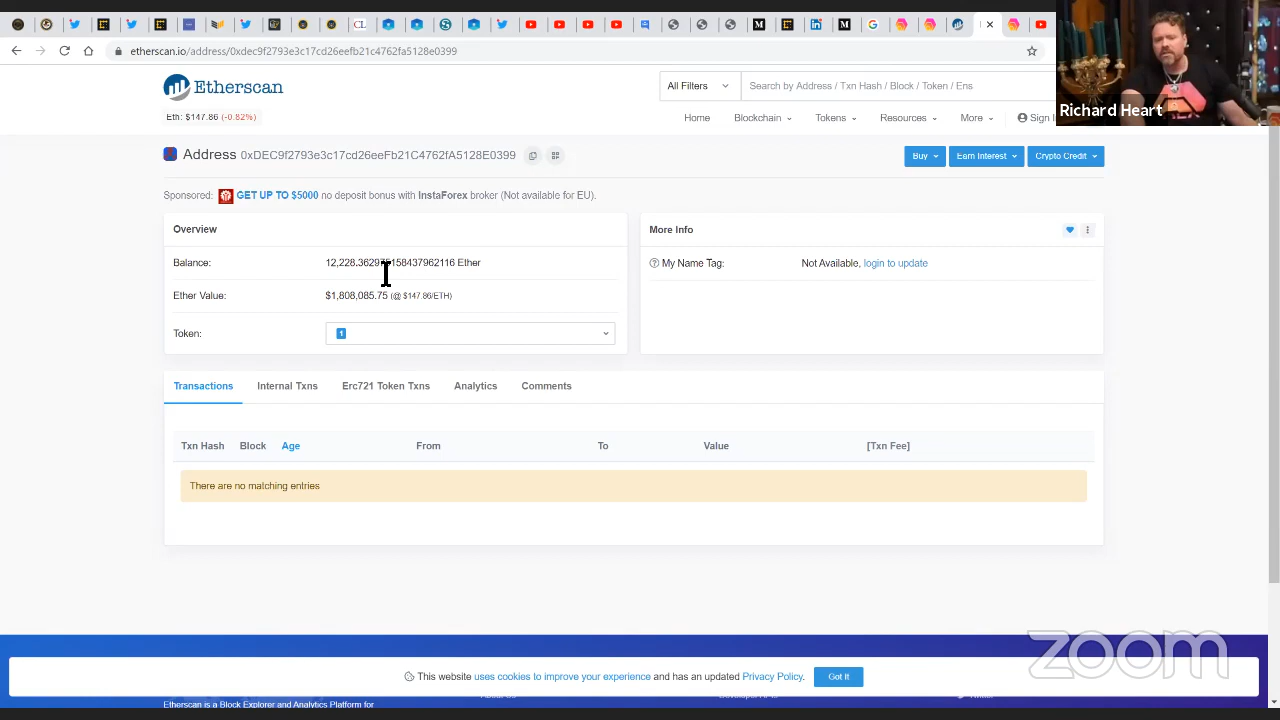 etherscan.io/address/0xdec9f2793e3c17cd26eefb21c4762fa5128e0399
Richard Heart
Etherscan
All Filters
Search by Address / Txn Hash / Block / Token / Ens
Eth: $147.86 (-0.82%)
Home
Blockchain
Tokens
Resources
More
Sign I
Address 0xDEC9f2793e3c17cd26eeFb21C4762fA5128E0399
Buy
Earn Interest
Crypto Credit
Sponsored: GET UP TO $5000 no deposit bonus with InstaForex broker (Not available for EU).
Overview
More Info
Balance:
Ether
My Name Tag:
Not Available, login to update
Ether Value:
$1,808,085.75 (@ $147.86/ETH)
Token:
1
Transactions
Internal Txns
Erc721 Token Txns
Analytics
Comments
Txn Hash
Block
Age
From
To
Value
[Txn Fee]
There are no matching entries
zoom
This website uses cookies to improve your experience and has an updated Privacy Policy.
Got It
Etherscan is a Block Explorer and Analytics Platform for